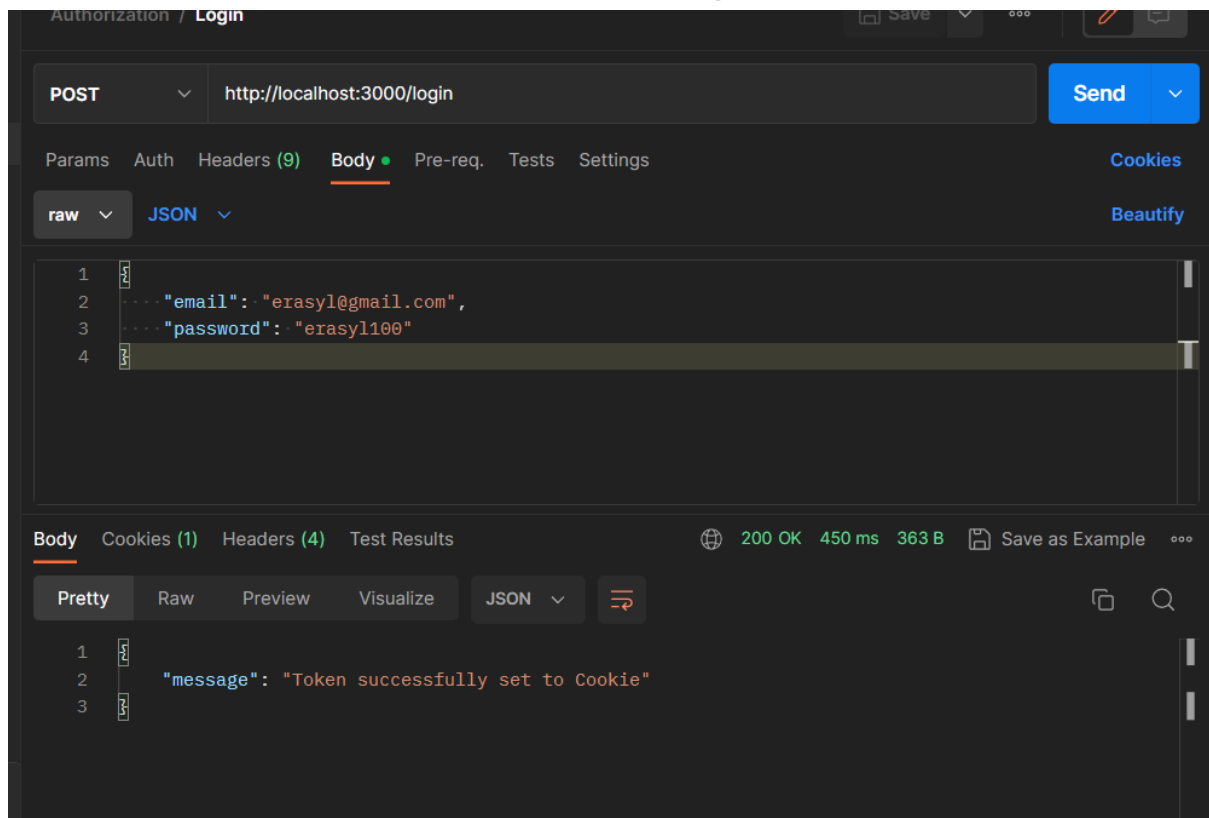 Authorization / Login Save
POST http://localhost:3000/login Send
Params Auth Headers (9) Body Pre-req. Tests Settings Cookies
raw JSON Beautify
1 {
2 "email": "erasyl@gmail.com",
3 "password": "erasyl100"
4 }
Body Cookies (1) Headers (4) Test Results 200 OK 450 ms 363 B Save as Example
Pretty Raw Preview Visualize JSON
1 {
2 "message": "Token successfully set to Cookie"
3 }